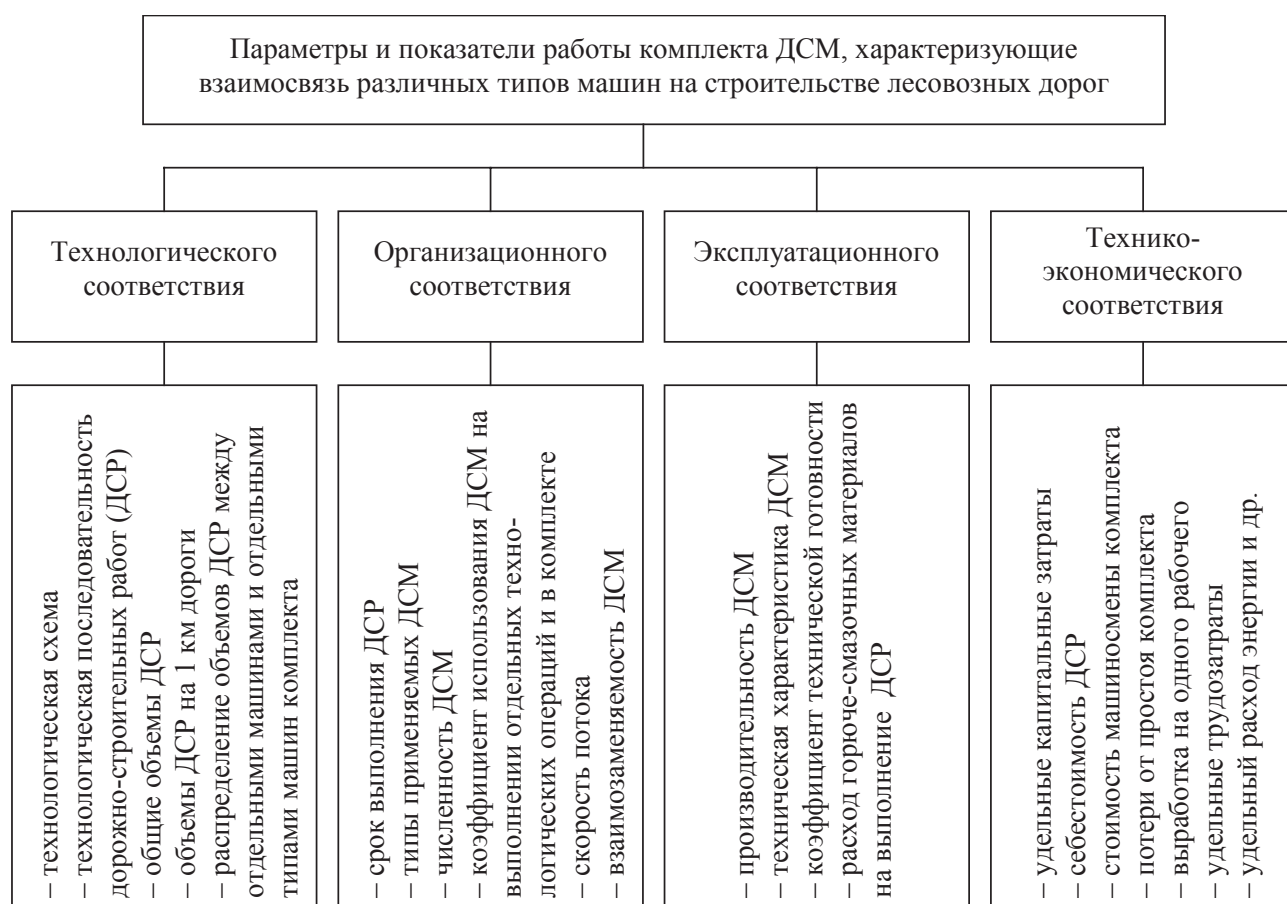 Параметры и показатели работы комплекта ДСМ, характеризующие
взаимосвязь различных типов машин на строительстве лесовозных дорог
Технологического
соответствия
Организационного
соответствия
Эксплуатационного
соответствия
Технико-
экономического
соответствия
– технологическая схема
– технологическая последовательность
дорожно-строительных работ (ДСР)
– общие объемы ДСР
– объемы ДСР на 1 км дороги
– распределение объемов ДСР между
отдельными машинами и отдельными
типами машин комплекта
– срок выполнения ДСР
– типы применяемых ДСМ
– численность ДСМ
– коэффициент использования ДСМ на
выполнении отдельных техно-
логических операций и в комплекте
– скорость потока
– взаимозаменяемость ДСМ
– производительность ДСМ
– техническая характеристика ДСМ
– коэффициент технической готовности
– расход горюче-смазочных материалов
на выполнение ДСР
– удельные капитальные затраты
– себестоимость ДСР
– стоимость машиносмены комплекта
– потери от простоя комплекта
– выработка на одного рабочего
– удельные трудозатраты
– удельный расход энергии и др.